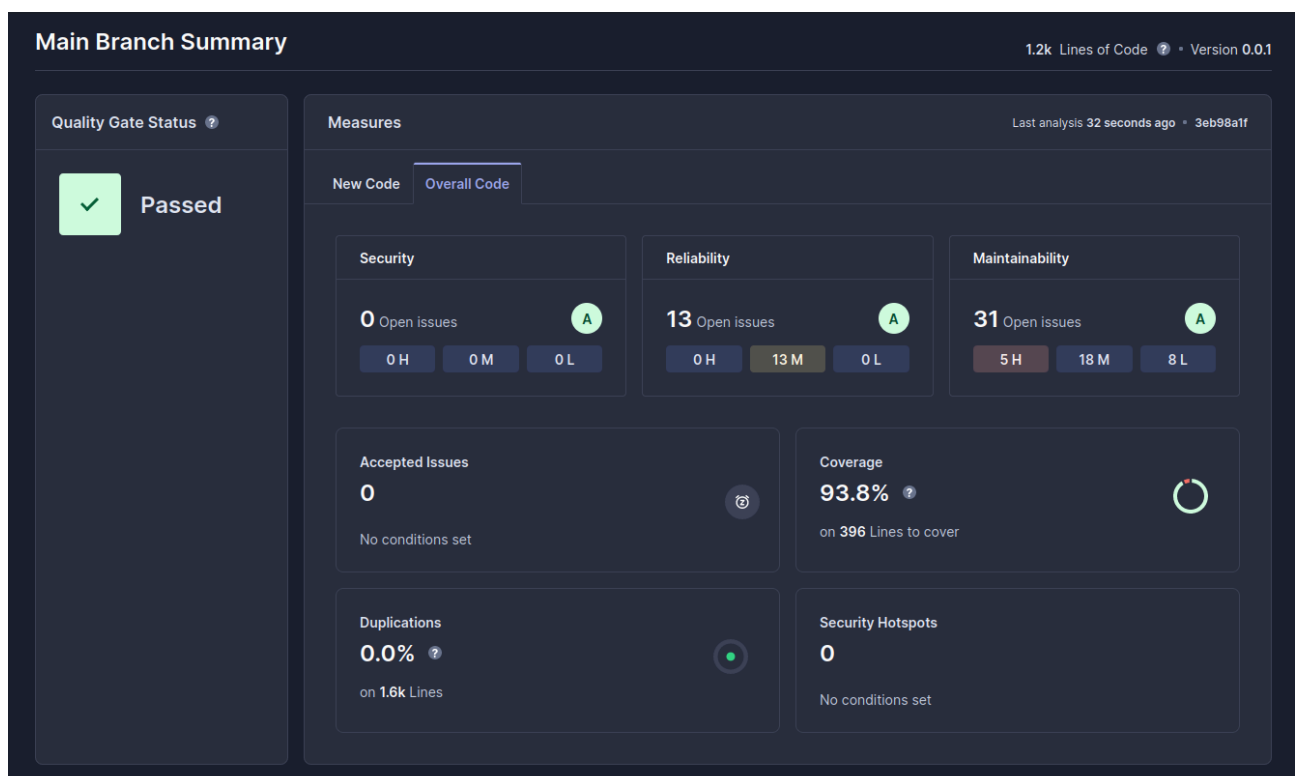 Main Branch Summary
1.2k Lines of Code ? • Version 0.0.1
Quality Gate Status ?
Passed
Measures
Last analysis 32 seconds ago • 3eb98a1f
New Code
Overall Code
Security
0 Open issues
A
0 H
0 M
0 L
Reliability
13 Open issues
A
0 H
13 M
0 L
Maintainability
31 Open issues
A
5 H
18 M
8 L
Accepted Issues
0
No conditions set
Coverage
93.8% ?
on 396 Lines to cover
Duplications
0.0% ?
on 1.6k Lines
Security Hotspots
0
No conditions set